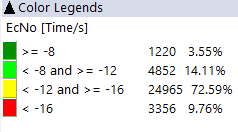 Color Legends
EcNo [Time/s]
>= -8 1220 3.55%
< -8 and >= -12 4852 14.11%
< -12 and >= -16 24965 72.59%
< -16 3356 9.76%